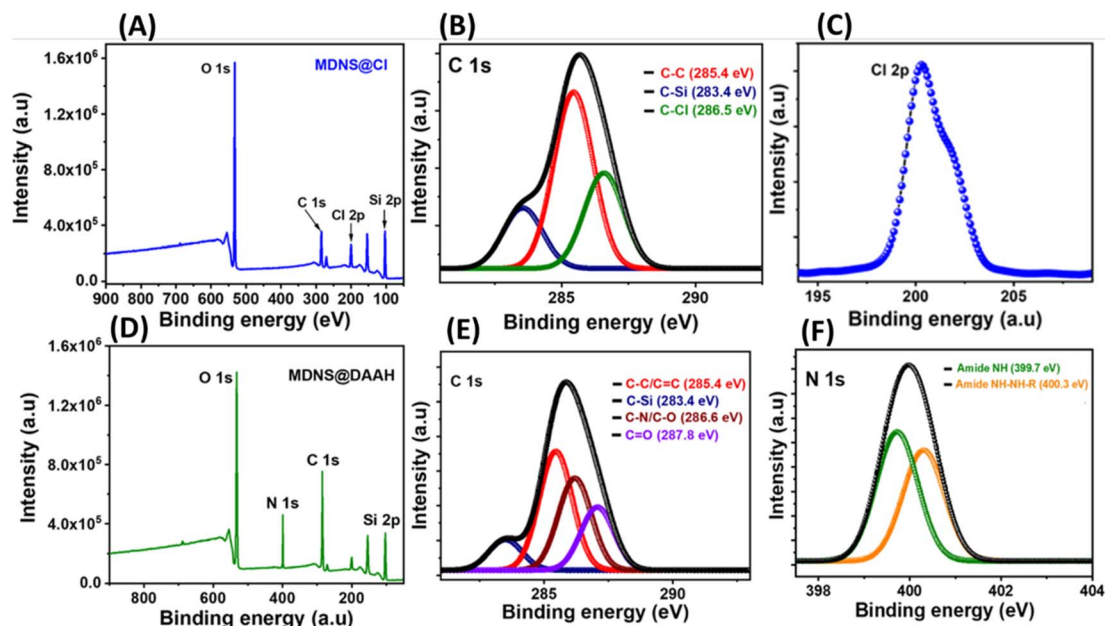 (A)
1.6x10⁶
1.2x10⁶
8.0x10⁵
4.0x10⁵
0.0
Intensity (a.u)
O 1s
MDNS@Cl
C 1s
Cl 2p
Si 2p
900 800 700 600 500 400 300 200 100
Binding energy (eV)
(B)
C 1s
C-C (285.4 eV)
C-Si (283.4 eV)
C-Cl (286.5 eV)
Intensity (a.u)
285 290
Binding energy (eV)
(C)
Cl 2p
Intensity (a.u)
195 200 205
Binding energy (a.u)
(D)
1.6x10⁶
1.2x10⁶
8.0x10⁵
4.0x10⁵
0.0
Intensity (a.u)
O 1s
MDNS@DAAH
N 1s
C 1s
Si 2p
800 600 400 200
Binding energy (a.u)
(E)
C 1s
C-C/C=C (285.4 eV)
C-Si (283.4 eV)
C-N/C-O (286.6 eV)
C=O (287.8 eV)
Intensity (a.u)
285 290
Binding energy (eV)
(F)
N 1s
Amide NH (399.7 eV)
Amide NH-NH-R (400.3 eV)
Intensity (a.u)
398 400 402 404
Binding energy (eV)